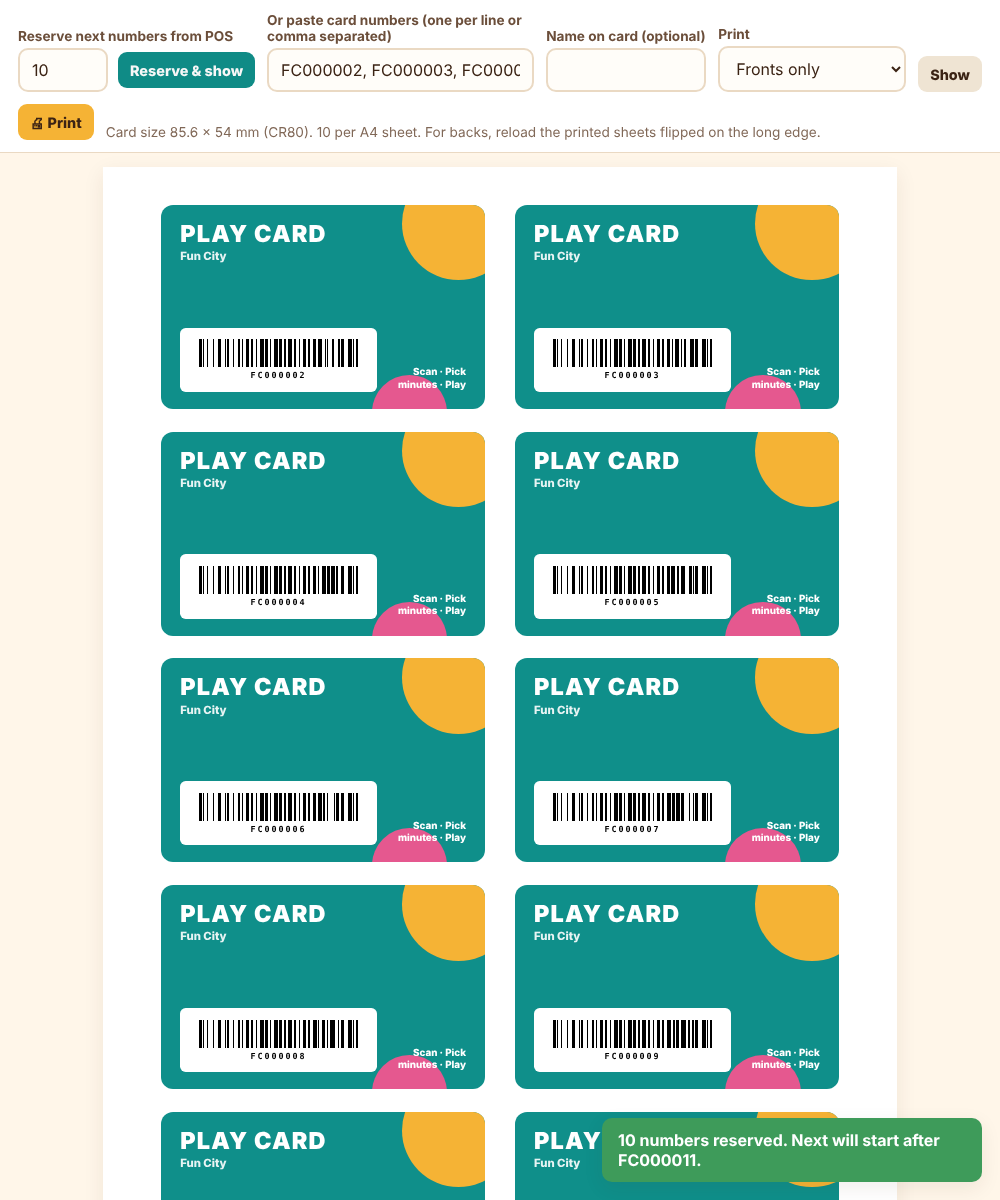 Reserve next numbers from POS
10
Reserve & show
Or paste card numbers (one per line or
comma separated)
FC000002, FC000003, FC0000
Name on card (optional)
Print
Fronts only
Show
Print
Card size 85.6 × 54 mm (CR80). 10 per A4 sheet. For backs, reload the printed sheets flipped on the long edge.
PLAY CARD
Fun City
FC000002
Scan · Pick
minutes · Play
PLAY CARD
Fun City
FC000003
Scan · Pick
minutes · Play
PLAY CARD
Fun City
FC000004
Scan · Pick
minutes · Play
PLAY CARD
Fun City
FC000005
Scan · Pick
minutes · Play
PLAY CARD
Fun City
FC000006
Scan · Pick
minutes · Play
PLAY CARD
Fun City
FC000007
Scan · Pick
minutes · Play
PLAY CARD
Fun City
FC000008
Scan · Pick
minutes · Play
PLAY CARD
Fun City
FC000009
Scan · Pick
minutes · Play
PLAY CARD
Fun City
PLAY
Fun City
10 numbers reserved. Next will start after
FC000011.